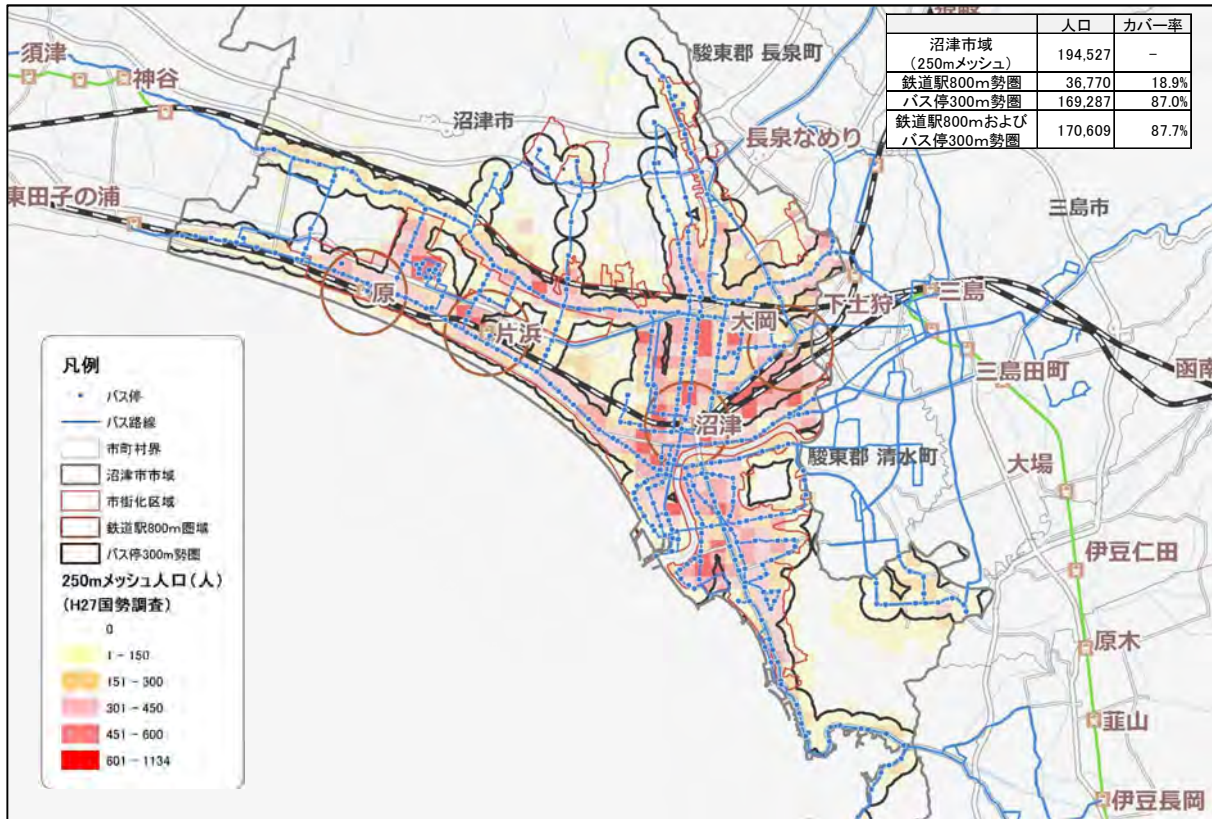 人口
カバー率
沼津市域
(250mメッシュ)
194,527
-
鉄道駅800m勢圏
36,770
18.9%
バス停300m勢圏
169,287
87.0%
鉄道駅800mおよび
バス停300m勢圏
170,609
87.7%
須津
神谷
駿東郡 長泉町
沼津市
長泉なめり
東田子の浦
三島市
原
片浜
大岡
下土狩
三島
三島田町
函南
沼津
駿東郡 清水町
大場
伊豆仁田
原木
韮山
伊豆長岡
凡例
バス停
バス路線
市町村界
沼津市市域
市街化区域
鉄道駅800m圏域
バス停300m勢圏
250mメッシュ人口(人)
(H27国勢調査)
0
1 - 150
151 - 300
301 - 450
451 - 600
601 - 1134